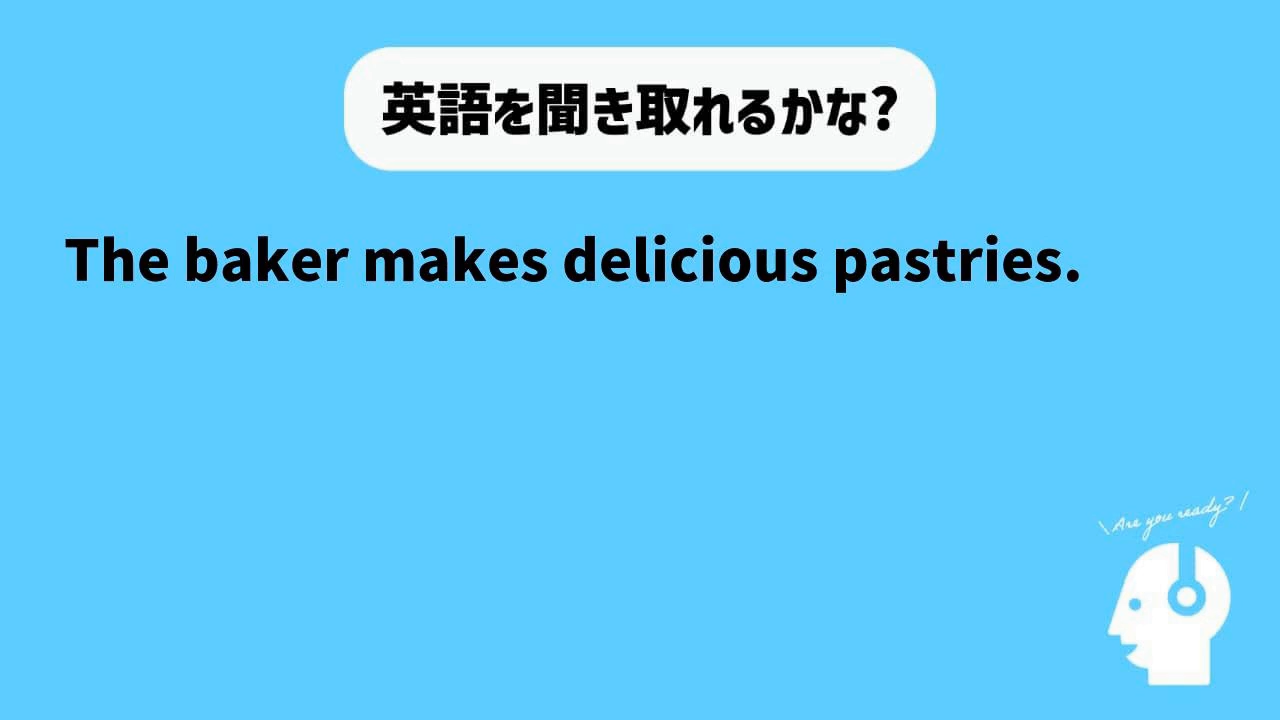 英語を聞き取れるかな?
The baker makes delicious pastries.
\Are you ready?/